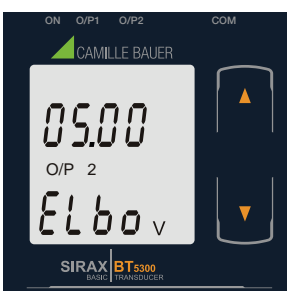 ON O/P1 O/P2 COM
CAMILLE BAUER
05.00
O/P 2
ELbo V
SIRAX BT5300
BASIC TRANSDUCER